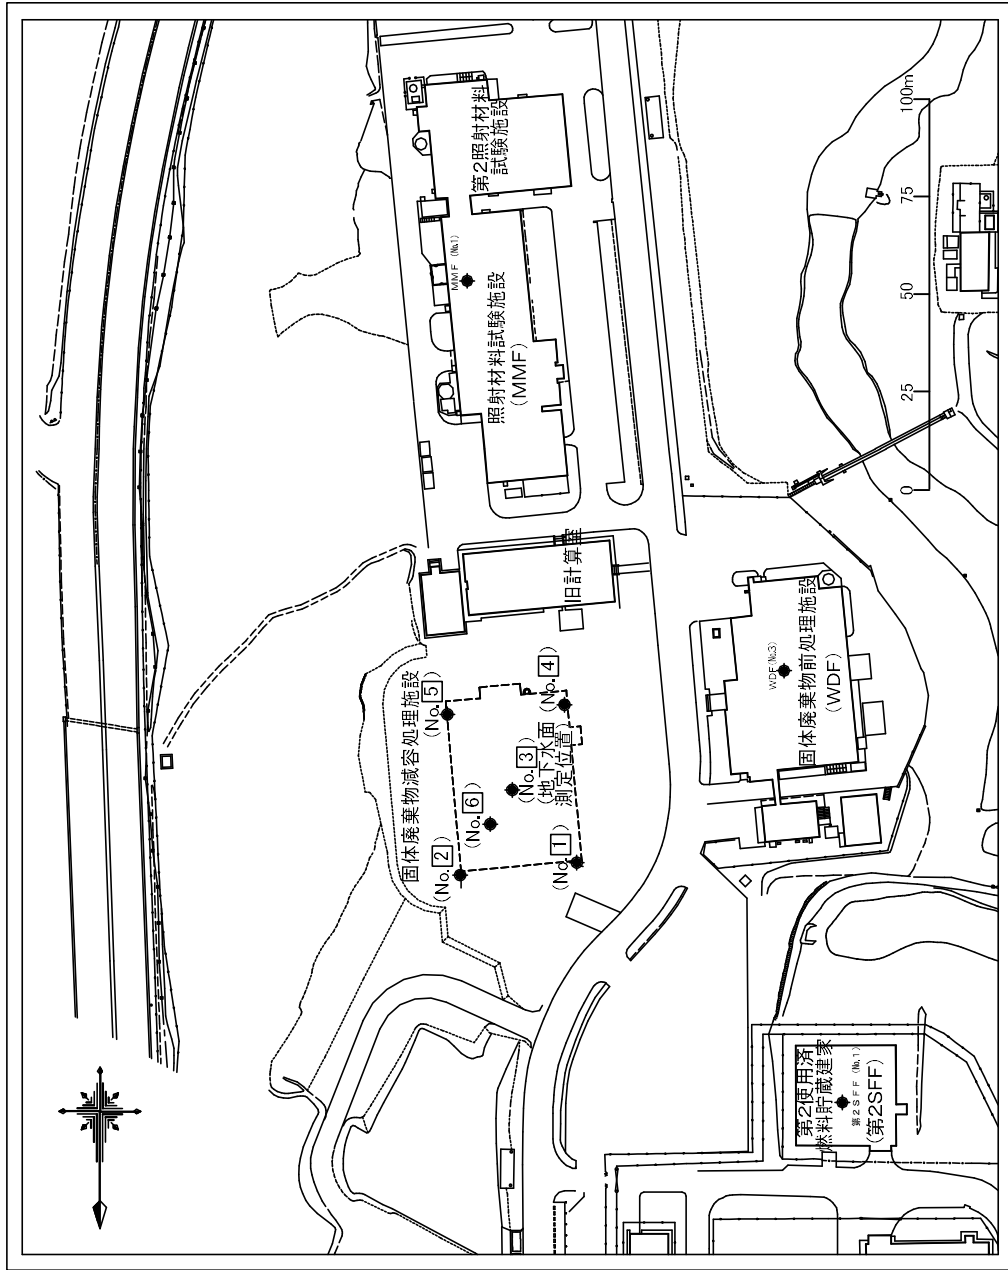 第2照射材料
試験施設
MMF (No.1)
照射材料試験施設
(MMF)
旧計算室
固体廃棄物減容処理施設
(No.5)
(No.4)
(No.3)
(地下水面
測定位置)
(No.6)
(No.2)
(No.1)
WDF (No.3)
固体廃棄物前処理施設
(WDF)
第2使用済
燃料貯蔵建家
第2SFF (No.1)
(第2SFF)
0
25
50
75
100m